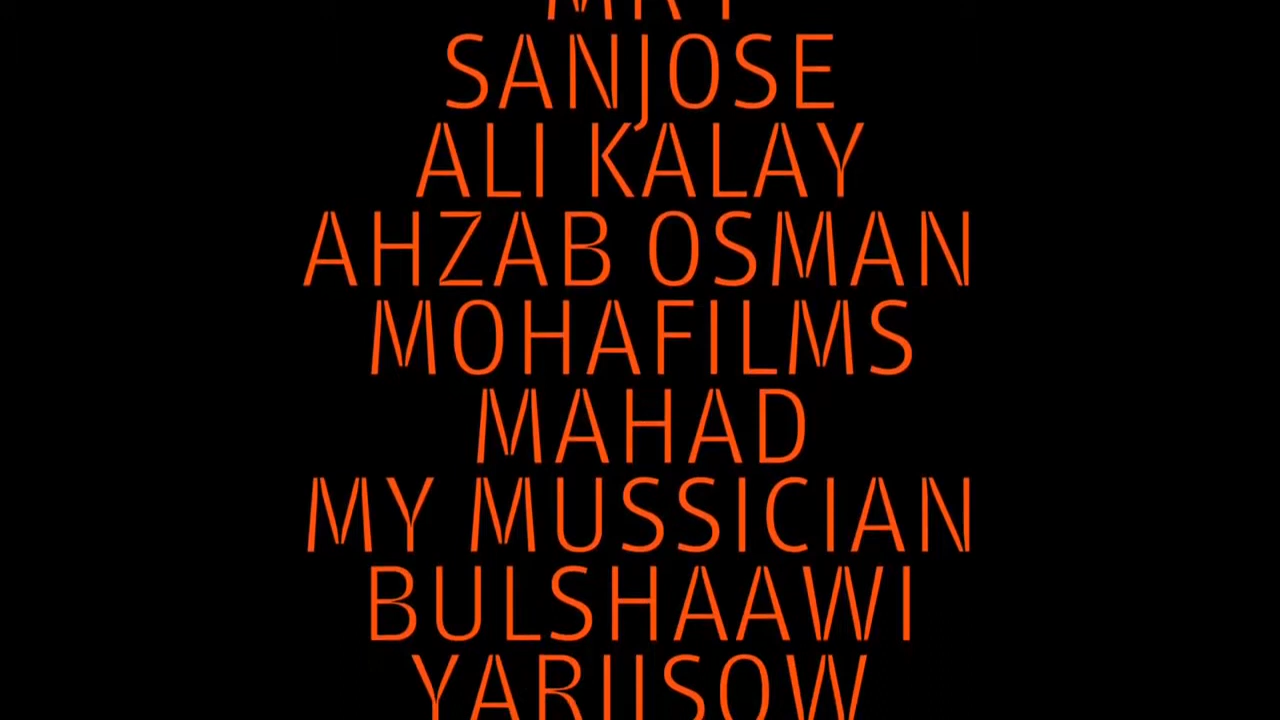 SANJOSE
ALI KALAY
AHZAB OSMAN
MOHAFILMS
MAHAD
MY MUSSICIAN
BULSHAAWI